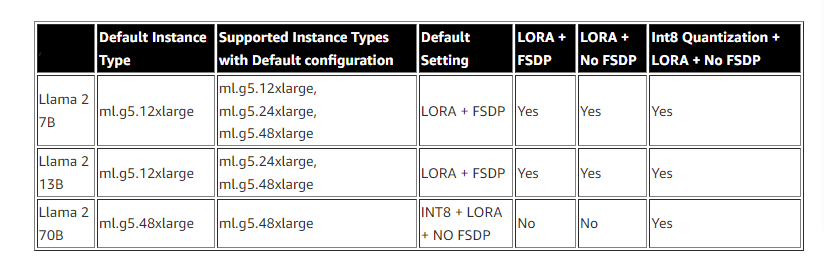 Default Instance Type
Supported Instance Types with Default configuration
Default Setting
LORA + FSDP
LORA + No FSDP
Int8 Quantization + LORA + No FSDP
Llama 2 7B
ml.g5.12xlarge
ml.g5.12xlarge,
ml.g5.24xlarge,
ml.g5.48xlarge
LORA + FSDP
Yes
Yes
Yes
Llama 2 13B
ml.g5.12xlarge
ml.g5.24xlarge,
ml.g5.48xlarge
LORA + FSDP
Yes
Yes
Yes
Llama 2 70B
ml.g5.48xlarge
ml.g5.48xlarge
INT8 + LORA + NO FSDP
No
No
Yes